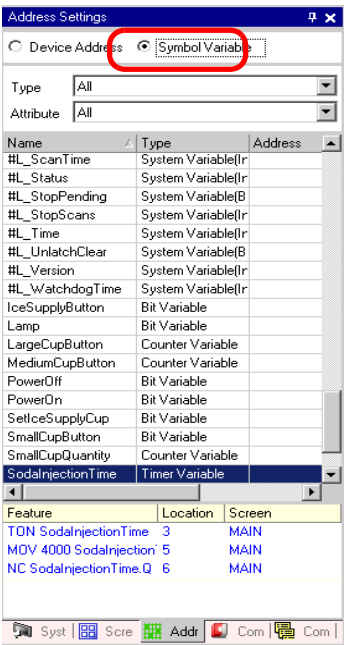 Address Settings
Device Address Symbol Variable
Type All
Attribute All
Name Type Address
#L_ScanTime System Variable(Ir
#L_Status System Variable(Ir
#L_StopPending System Variable(B
#L_StopScans System Variable(Ir
#L_Time System Variable(Ir
#L_UnlatchClear System Variable(B
#L_Version System Variable(Ir
#L_WatchdogTime System Variable(Ir
IceSupplyButton Bit Variable
Lamp Bit Variable
LargeCupButton Counter Variable
MediumCupButton Counter Variable
PowerOff Bit Variable
PowerOn Bit Variable
SetIceSupplyCup Bit Variable
SmallCupButton Bit Variable
SmallCupQuantity Counter Variable
SodaInjectionTime Timer Variable
Feature Location Screen
TON SodaInjectionTime 3 MAIN
MOV 4000 SodaInjection 5 MAIN
NC SodaInjectionTime.Q 6 MAIN
Syst Scre Addr Com Com